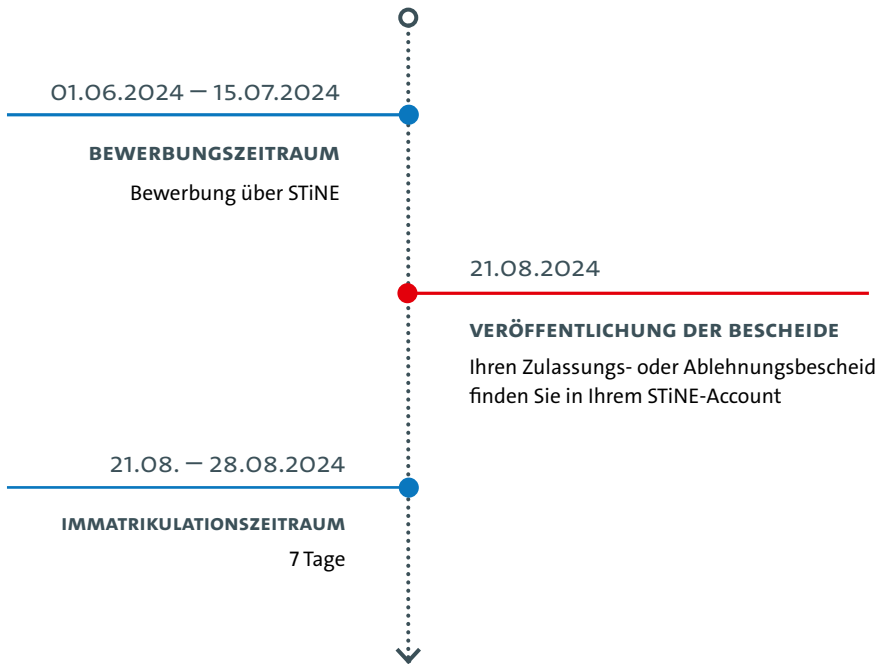 01.06.2024 – 15.07.2024
BEWERBUNGSZEITRAUM
Bewerbung über STiNE
21.08.2024
VERÖFFENTLICHUNG DER BESCHEIDE
Ihren Zulassungs- oder Ablehnungsbescheid
finden Sie in Ihrem STiNE-Account
21.08. – 28.08.2024
IMMATRIKULATIONSZEITRAUM
7 Tage